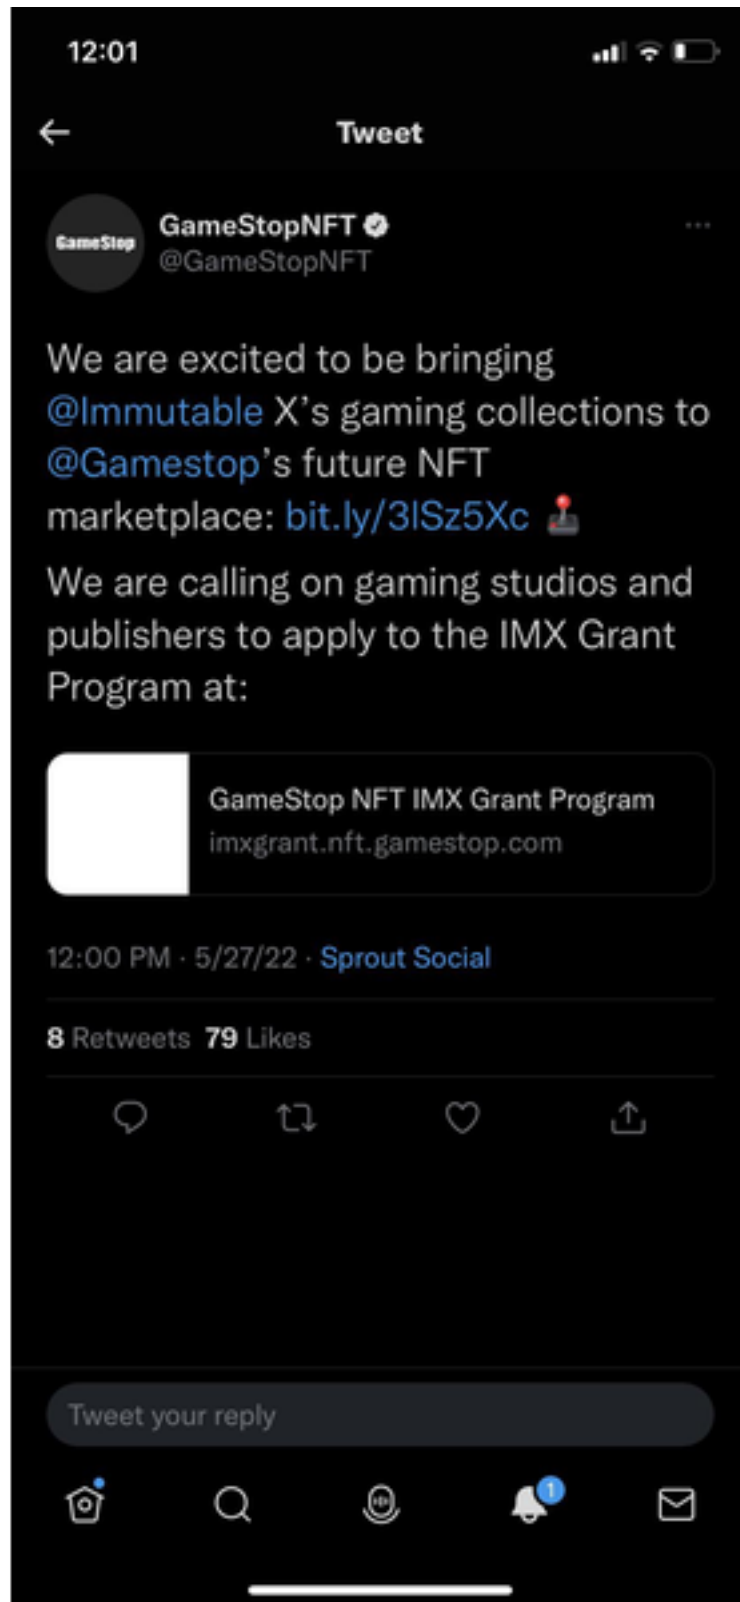 12:01
Tweet
GameStop
GameStopNFT
@GameStopNFT
We are excited to be bringing
@Immutable X’s gaming collections to
@Gamestop’s future NFT
marketplace: bit.ly/3lSz5Xc
We are calling on gaming studios and
publishers to apply to the IMX Grant
Program at:
GameStop NFT IMX Grant Program
imxgrant.nft.gamestop.com
12:00 PM · 5/27/22 · Sprout Social
8 Retweets 79 Likes
Tweet your reply
1